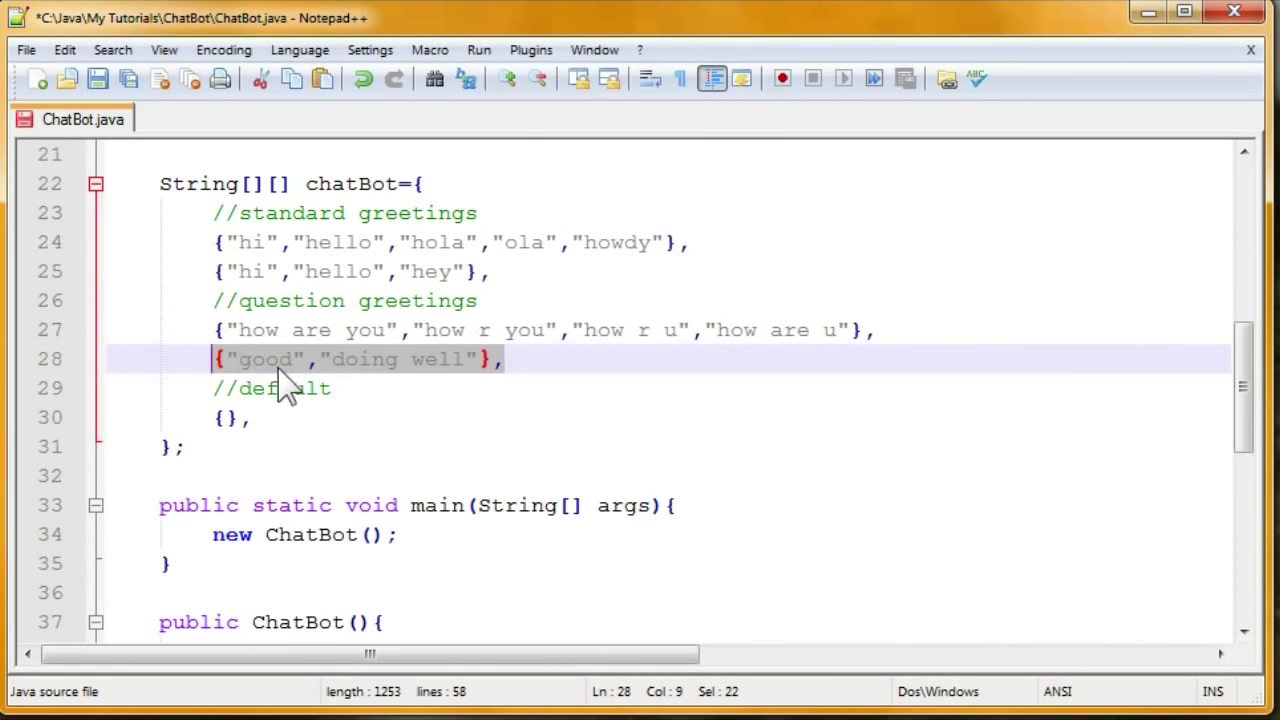 *C:\Java\My Tutorials\ChatBot\ChatBot.java - Notepad++
File Edit Search View Encoding Language Settings Macro Run Plugins Window ? X
ABC
ChatBot.java
21
22 String[][] chatBot={
23 //standard greetings
24 {"hi","hello","hola","ola","howdy"},
25 {"hi","hello","hey"},
26 //question greetings
27 {"how are you","how r you","how r u","how are u"},
28 {"good","doing well"},
29 //default
30 {},
31 };
32
33 public static void main(String[] args){
34 new ChatBot();
35 }
36
37 public ChatBot(){
Java source file length : 1253 lines : 58 Ln : 28 Col : 9 Sel : 22 Dos\Windows ANSI INS